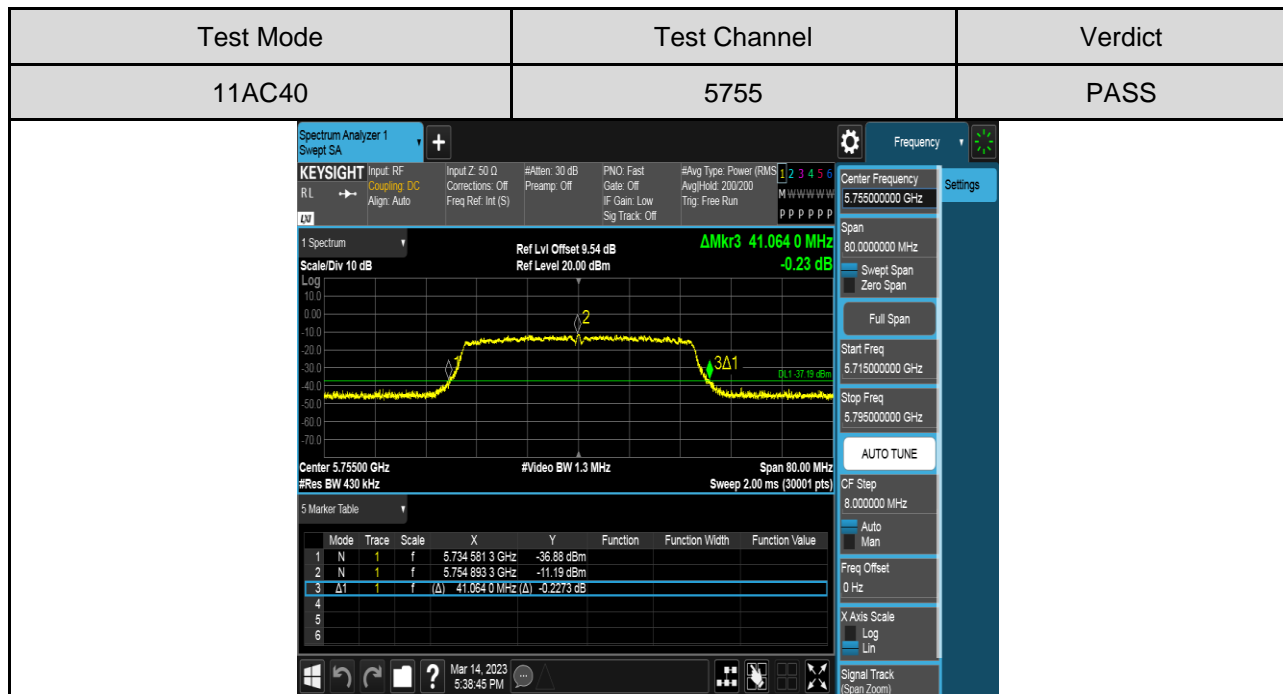 Test Mode Test Channel Verdict
11AC40 5755 PASS
Spectrum Analyzer 1
Swept SA
+
Frequency
KEYSIGHT Input: RF Input Z: 50 Ω #Atten: 30 dB PNO: Fast #Avg Type: Power (RMS 1 2 3 4 5 6
RL Coupling: DC Corrections: Off Preamp: Off Gate: Off Avg|Hold: 200/200 M W W W W W
Align: Auto Freq Ref: Int (S) IF Gain: Low Trig: Free Run
LXI Sig Track: Off P P P P P P
Center Frequency
5.755000000 GHz
Settings
Span
80.0000000 MHz
Swept Span
Zero Span
Full Span
Start Freq
5.715000000 GHz
Stop Freq
5.795000000 GHz
AUTO TUNE
CF Step
8.000000 MHz
Auto
Man
Freq Offset
0 Hz
X Axis Scale
Log
Lin
Signal Track
(Span Zoom)
1 Spectrum
Ref Lvl Offset 9.54 dB ΔMkr3 41.064 0 MHz
Scale/Div 10 dB Ref Level 20.00 dBm -0.23 dB
Log
10.0
0.00
-10.0
-20.0
-30.0
-40.0
-50.0
-60.0
-70.0
2
1
3Δ1
DL1 -37.19 dBm
Center 5.75500 GHz #Video BW 1.3 MHz Span 80.00 MHz
#Res BW 430 kHz Sweep 2.00 ms (30001 pts)
5 Marker Table
Mode Trace Scale X Y Function Function Width Function Value
1 N 1 f 5.734 581 3 GHz -36.88 dBm
2 N 1 f 5.754 893 3 GHz -11.19 dBm
3 Δ1 1 f (Δ) 41.064 0 MHz (Δ) -0.2273 dB
4
5
6
?
Mar 14, 2023
5:38:45 PM